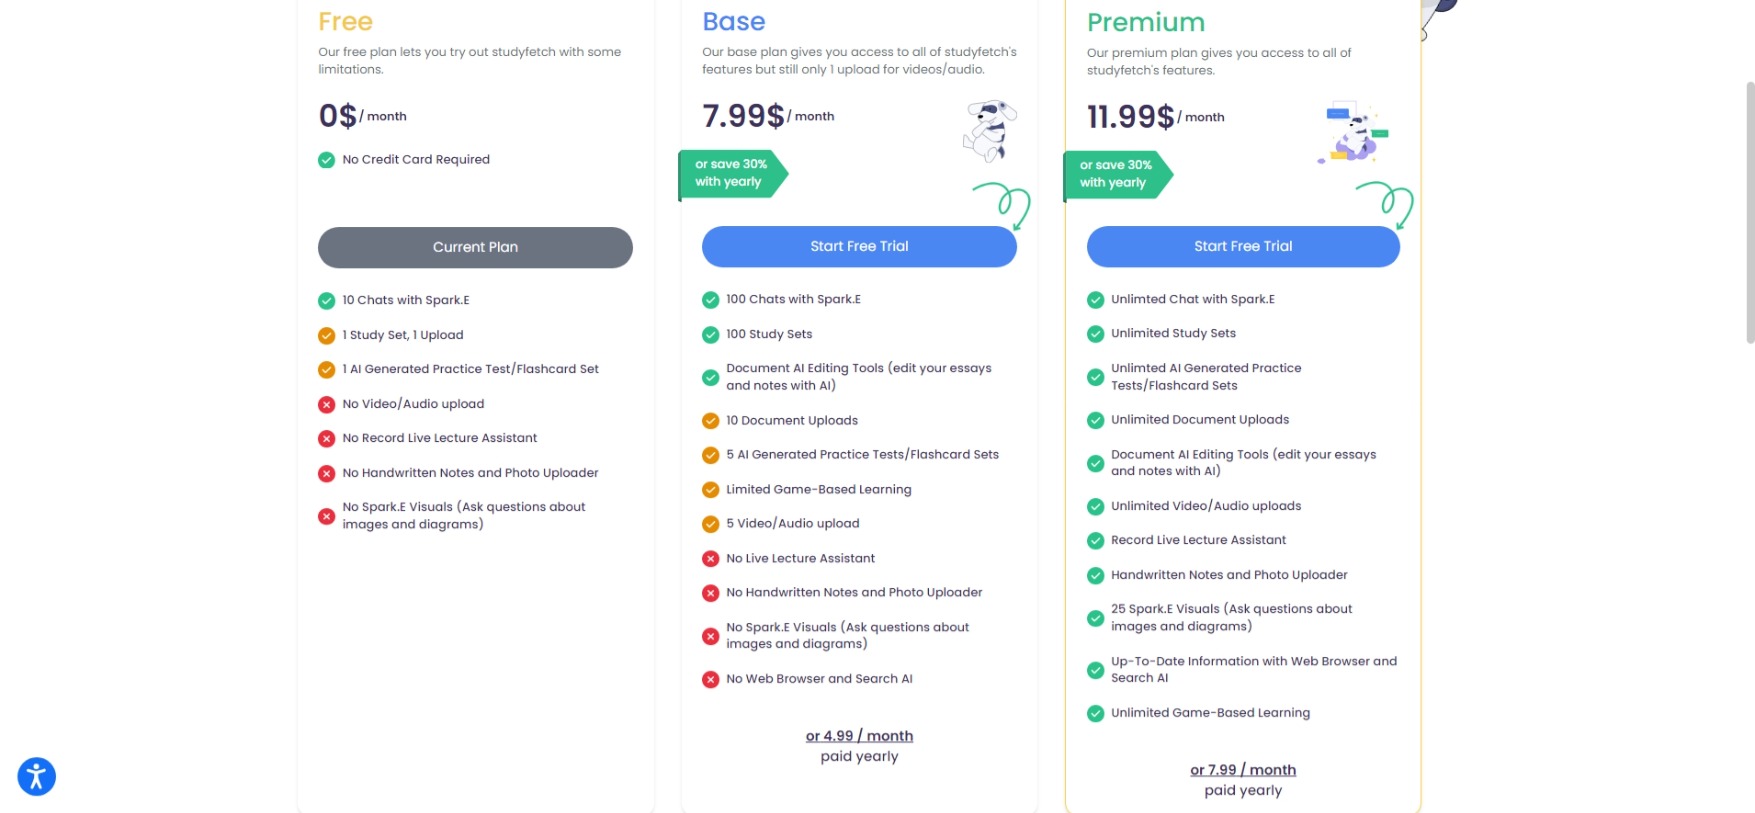 Free
Our free plan lets you try out studyfetch with some
limitations.
0$/ month
No Credit Card Required
Current Plan
10 Chats with Spark.E
1 Study Set, 1 Upload
1 AI Generated Practice Test/Flashcard Set
No Video/Audio upload
No Record Live Lecture Assistant
No Handwritten Notes and Photo Uploader
No Spark.E Visuals (Ask questions about
images and diagrams)
Base
Our base plan gives you access to all of studyfetch's
features but still only 1 upload for videos/audio.
7.99$/ month
or save 30%
with yearly
Start Free Trial
100 Chats with Spark.E
100 Study Sets
Document AI Editing Tools (edit your essays
and notes with AI)
10 Document Uploads
5 AI Generated Practice Tests/Flashcard Sets
Limited Game-Based Learning
5 Video/Audio upload
No Live Lecture Assistant
No Handwritten Notes and Photo Uploader
No Spark.E Visuals (Ask questions about
images and diagrams)
No Web Browser and Search AI
or 4.99 / month
paid yearly
Premium
Our premium plan gives you access to all of
studyfetch's features.
11.99$/ month
or save 30%
with yearly
Start Free Trial
Unlimted Chat with Spark.E
Unlimited Study Sets
Unlimted AI Generated Practice
Tests/Flashcard Sets
Unlimited Document Uploads
Document AI Editing Tools (edit your essays
and notes with AI)
Unlimited Video/Audio uploads
Record Live Lecture Assistant
Handwritten Notes and Photo Uploader
25 Spark.E Visuals (Ask questions about
images and diagrams)
Up-To-Date Information with Web Browser and
Search AI
Unlimited Game-Based Learning
or 7.99 / month
paid yearly